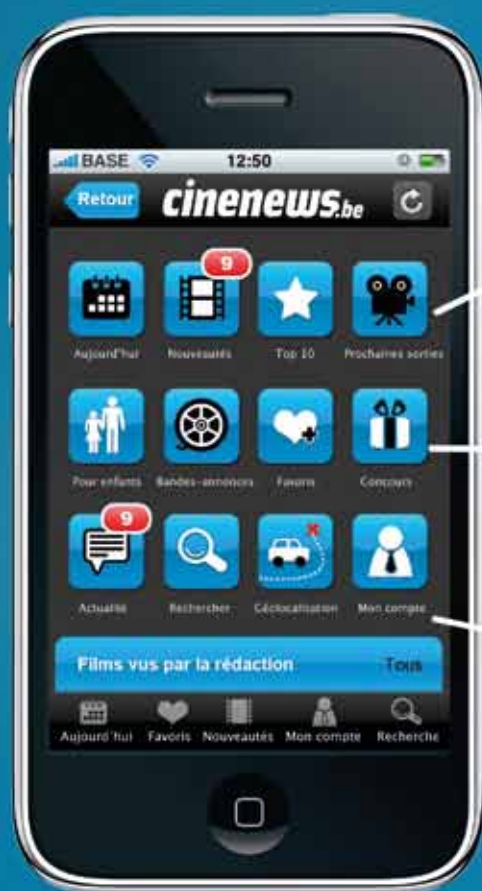 BASE 12:50
Retour cinenews.be
9
Aujourd'hui Nouveautés Top 10 Prochaines sorties
Pour enfants Bandes-annonces Favoris Concours
9
Actualité Rechercher Géolocalisation Mon compte
Films vus par la rédaction Tous
Aujourd'hui Favoris Nouveautés Mon compte Recherche